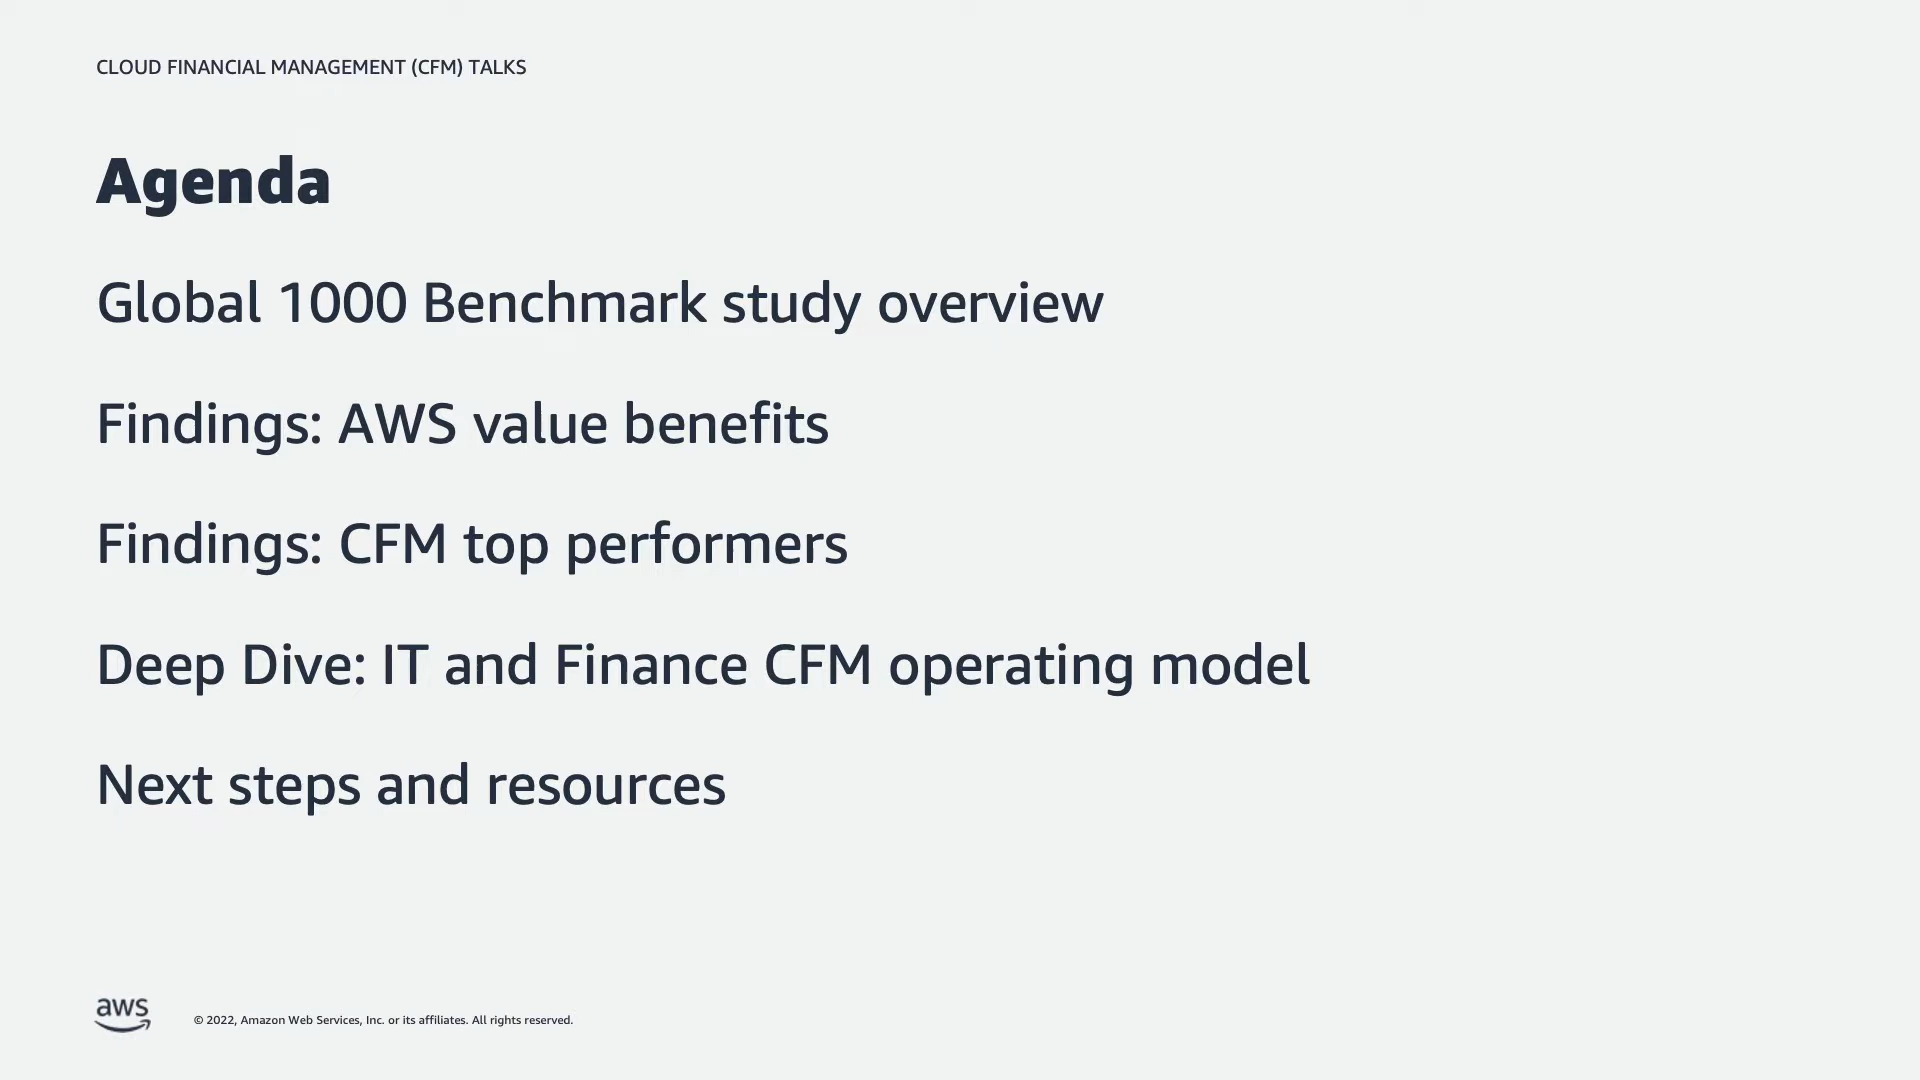 CLOUD FINANCIAL MANAGEMENT (CFM) TALKS
Agenda
Global 1000 Benchmark study overview
Findings: AWS value benefits
Findings: CFM top performers
Deep Dive: IT and Finance CFM operating model
Next steps and resources
aws
© 2022, Amazon Web Services, Inc. or its affiliates. All rights reserved.